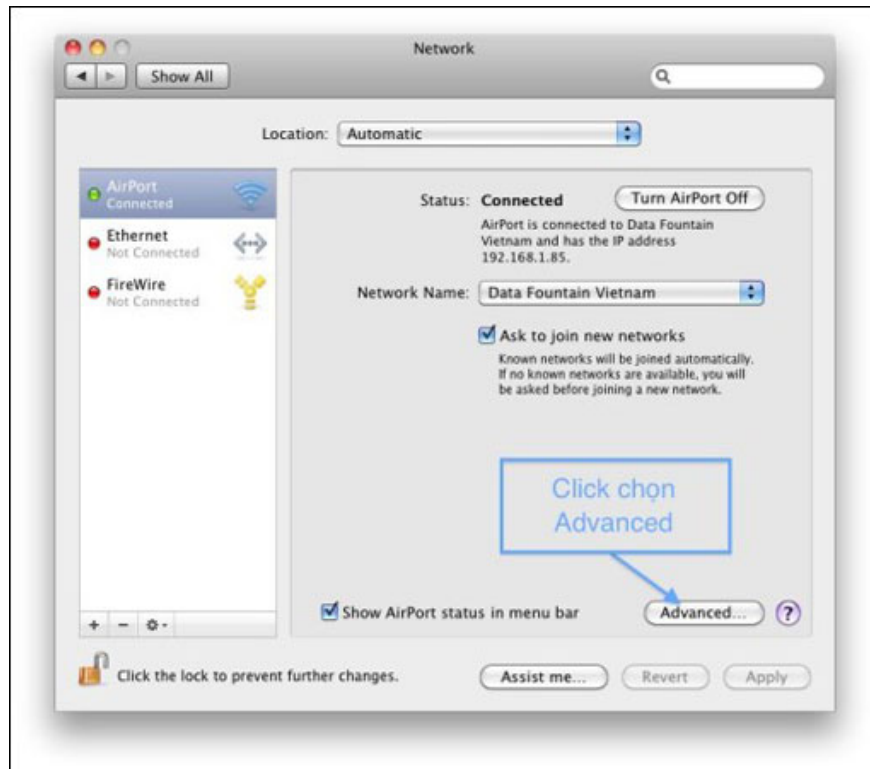 Network
Show All
Location: Automatic
AirPort
Connected
Ethernet
Not Connected
FireWire
Not Connected
Status: Connected
Turn AirPort Off
AirPort is connected to Data Fountain
Vietnam and has the IP address
192.168.1.85.
Network Name: Data Fountain Vietnam
Ask to join new networks
Known networks will be joined automatically.
If no known networks are available, you will
be asked before joining a new network.
Click chọn
Advanced
Show AirPort status in menu bar
Advanced...
?
Click the lock to prevent further changes.
Assist me...
Revert
Apply